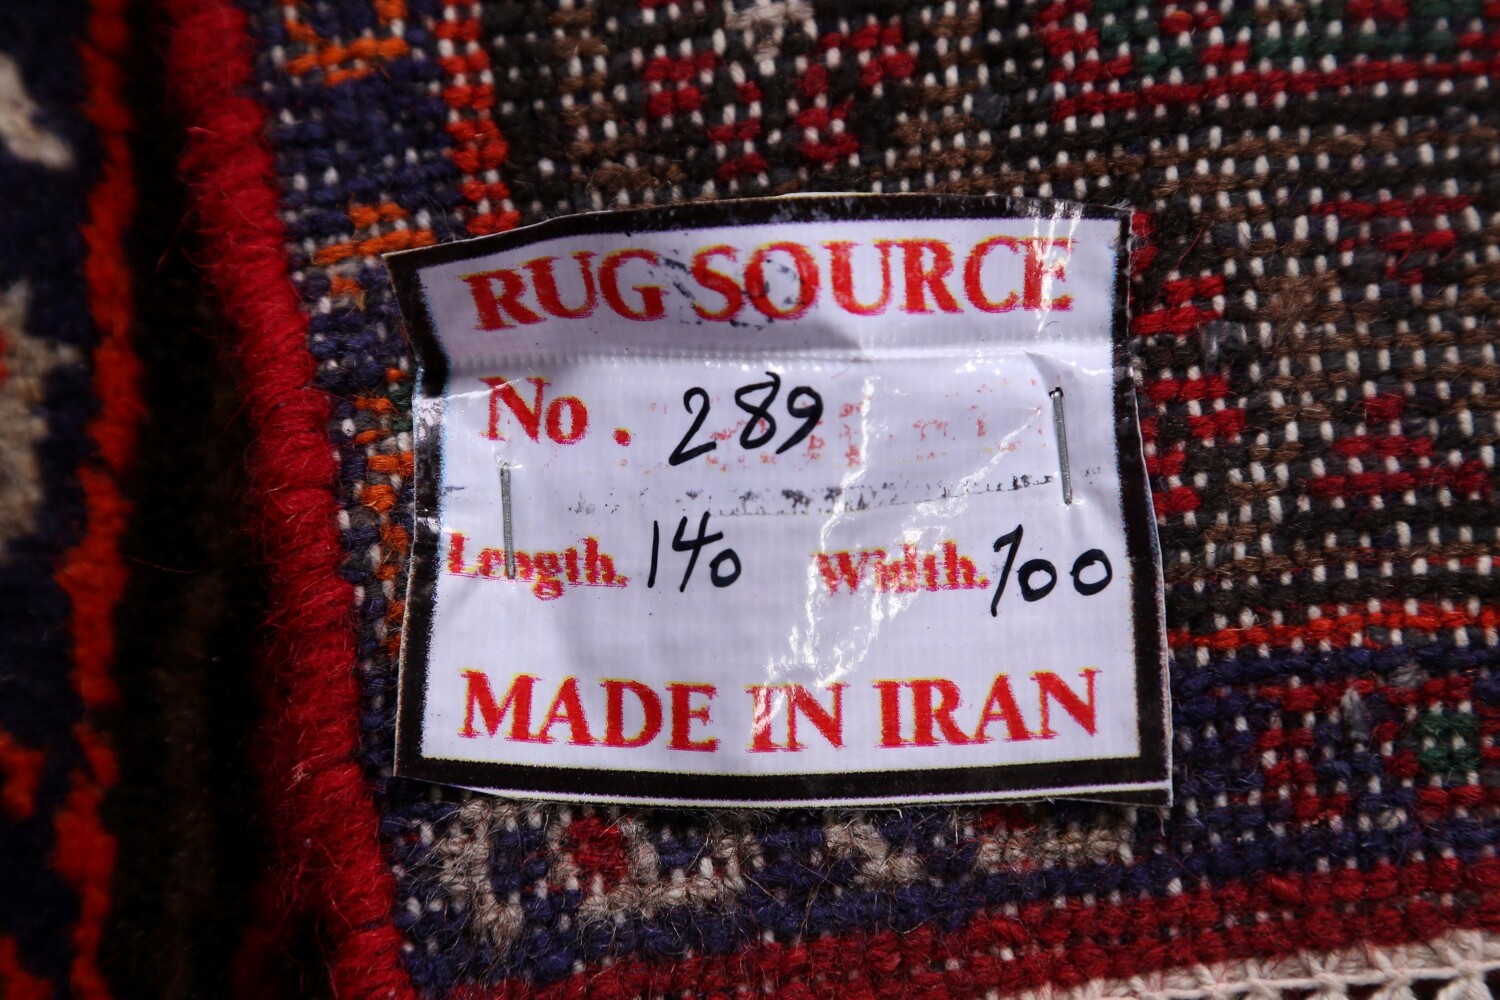 RUG SOURCE
No. 289
Length. 140 Width. 100
MADE IN IRAN